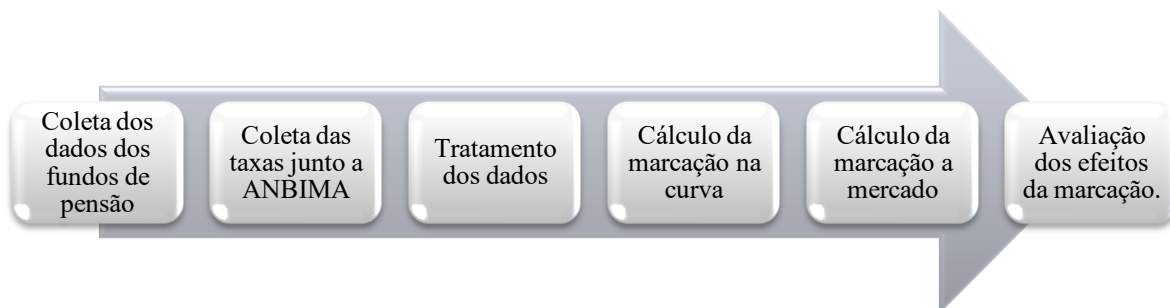 Coleta dos
dados dos
fundos de
pensão
Coleta das
taxas junto a
ANBIMA
Tratamento
dos dados
Cálculo da
marcação na
curva
Cálculo da
marcação a
mercado
Avaliação
dos efeitos
da marcação.